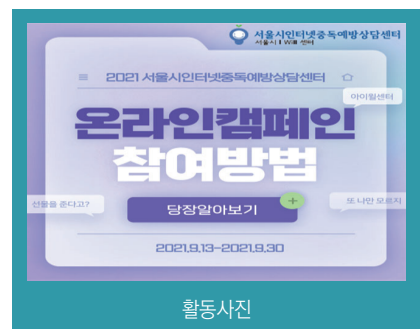 서울시인터넷중독예방상담센터
서울시 I Will 센터
2021 서울시인터넷중독예방상담센터
아이윌센터
온라인캠페인
참여방법
선물을 준다고?
당장알아보기
또 나만 모르지
2021.9.13-2021.9.30
활동사진